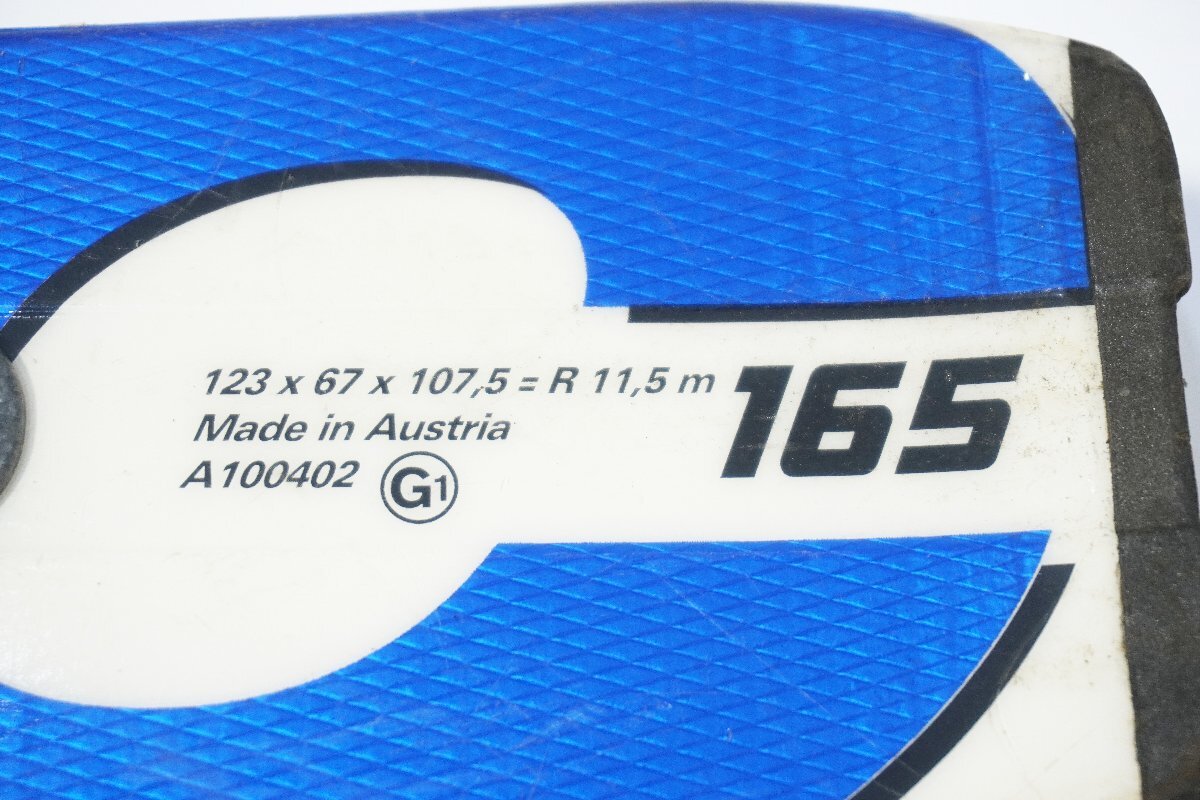 123 x 67 x 107,5 = R 11,5 m
165
Made in Austria
A100402 G1